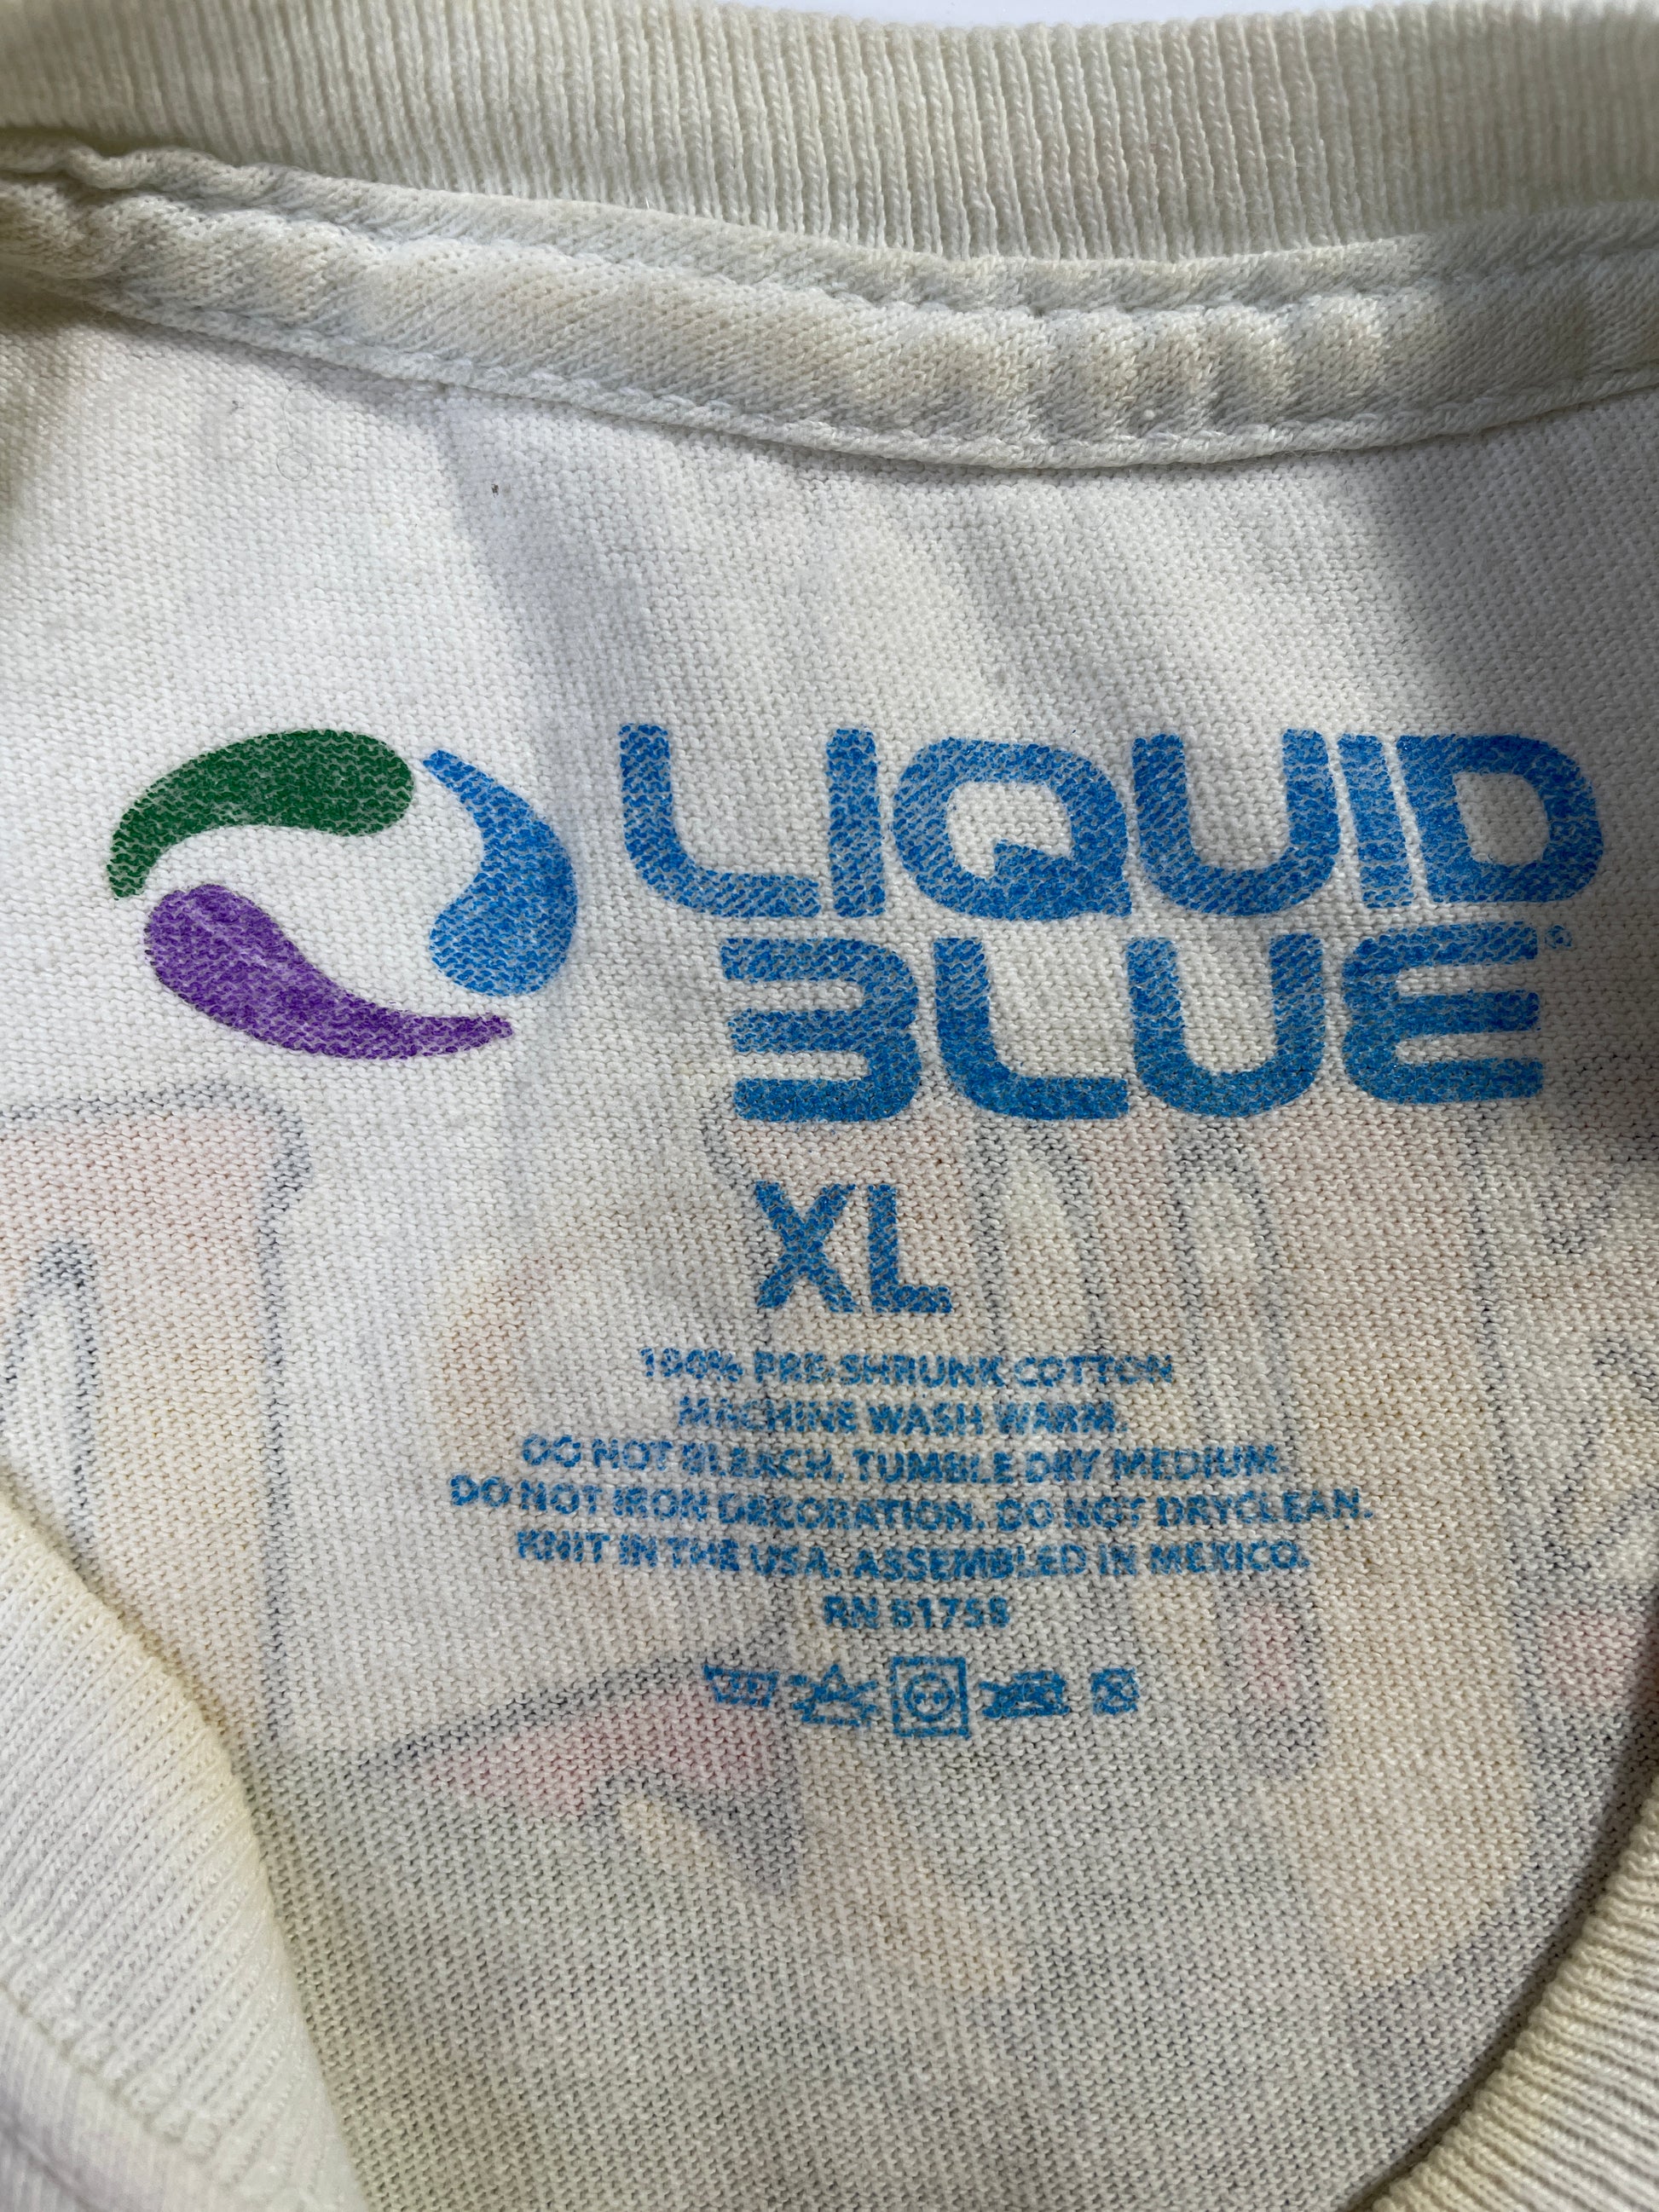 LIQUID
BLUE®
XL
100% PRE-SHRUNK COTTON
MACHINE WASH WARM.
DO NOT BLEACH. TUMBLE DRY MEDIUM
DO NOT IRON DECORATION. DO NOT DRYCLEAN.
KNIT IN THE USA. ASSEMBLED IN MEXICO.
RN 81758